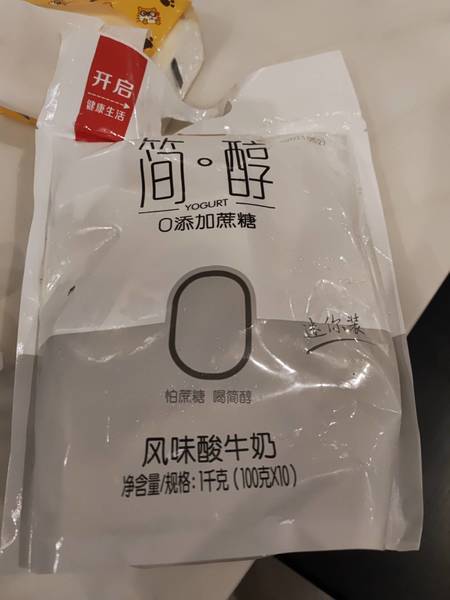 开启
健康生活
简·醇
YOGURT
0添加蔗糖
0
迷你装
怕蔗糖 喝简醇
风味酸牛奶
净含量/规格:1千克(100克X10)